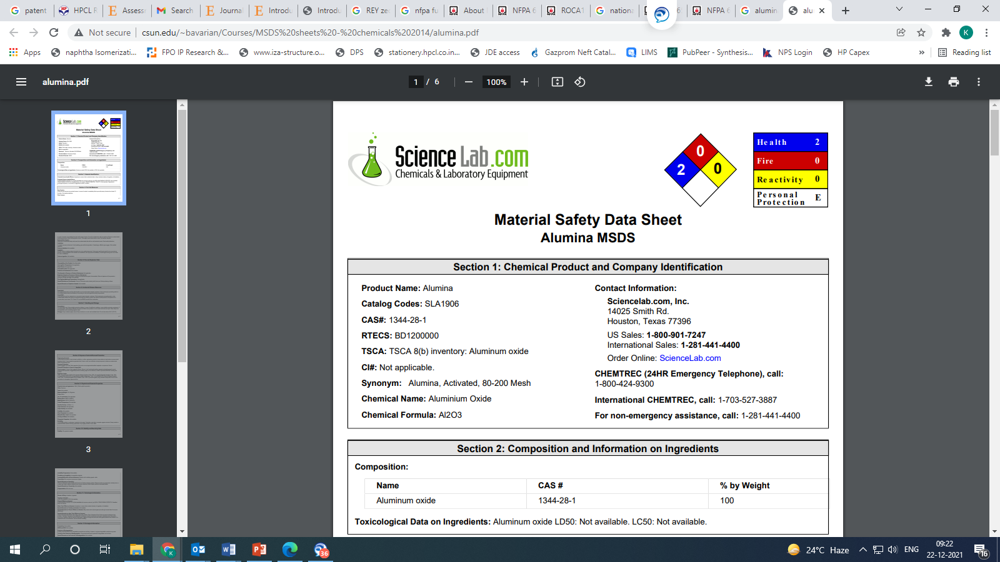 patent
HPCL R
Assess
Search
Journal
Introdu
Introdu
REY zeo
nfpa fu
About
NFPA 6
ROCA1
nationa
6
NFPA 6
alumin
alu
Not secure
csun.edu/~bavarian/Courses/MSDS%20sheets%20-%20chemicals%202014/alumina.pdf
K
Apps
naphtha Isomerizati...
FPO IP Research &...
www.iza-structure.o...
DPS
stationery.hpcl.co.in...
JDE access
Gazprom Neft Catal...
LIMS
PubPeer - Synthesis...
NPS Login
HP Capex
»
Reading list
alumina.pdf
1 / 6
100%
1
2
3
Science Lab.com
Chemicals & Laboratory Equipment
0
2
0
Health 2
Fire 0
Reactivity 0
Personal
Protection E
Material Safety Data Sheet
Alumina MSDS
Section 1: Chemical Product and Company Identification
Product Name: Alumina
Catalog Codes: SLA1906
CAS#: 1344-28-1
RTECS: BD1200000
TSCA: TSCA 8(b) inventory: Aluminum oxide
CI#: Not applicable.
Synonym: Alumina, Activated, 80-200 Mesh
Chemical Name: Aluminium Oxide
Chemical Formula: Al2O3
Contact Information:
Sciencelab.com, Inc.
14025 Smith Rd.
Houston, Texas 77396
US Sales: 1-800-901-7247
International Sales: 1-281-441-4400
Order Online: ScienceLab.com
CHEMTREC (24HR Emergency Telephone), call:
1-800-424-9300
International CHEMTREC, call: 1-703-527-3887
For non-emergency assistance, call: 1-281-441-4400
Section 2: Composition and Information on Ingredients
Composition:
Name CAS # % by Weight
Aluminum oxide 1344-28-1 100
Toxicological Data on Ingredients: Aluminum oxide LD50: Not available. LC50: Not available.
K
36
24°C Haze
ENG
09:22
22-12-2021
16